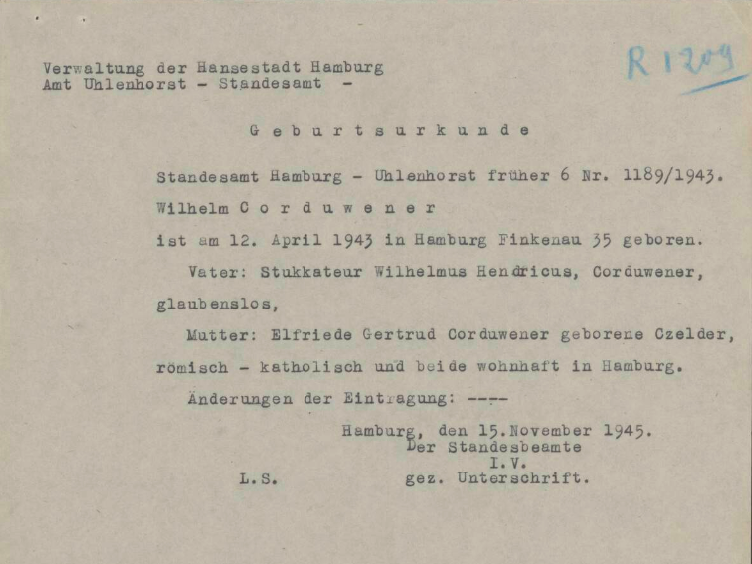 Verwaltung der Hansestadt Hamburg
R 1209
Amt Uhlenhorst - Standesamt -
Geburtsurkunde
Standesamt Hamburg - Uhlenhorst früher 6 Nr. 1189/1943.
Wilhelm Corduwener
ist am 12. April 1943 in Hamburg Finkenau 35 geboren.
Vater: Stukkateur Wilhelmus Hendricus, Corduwener,
glaubenslos,
Mutter: Elfriede Gertrud Corduwener geborene Czelder,
römisch - katholisch und beide wohnhaft in Hamburg.
Änderungen der Eintragung: ----
Hamburg, den 15.November 1945.
Der Standesbeamte
I.V.
L.S. gez. Unterschrift.